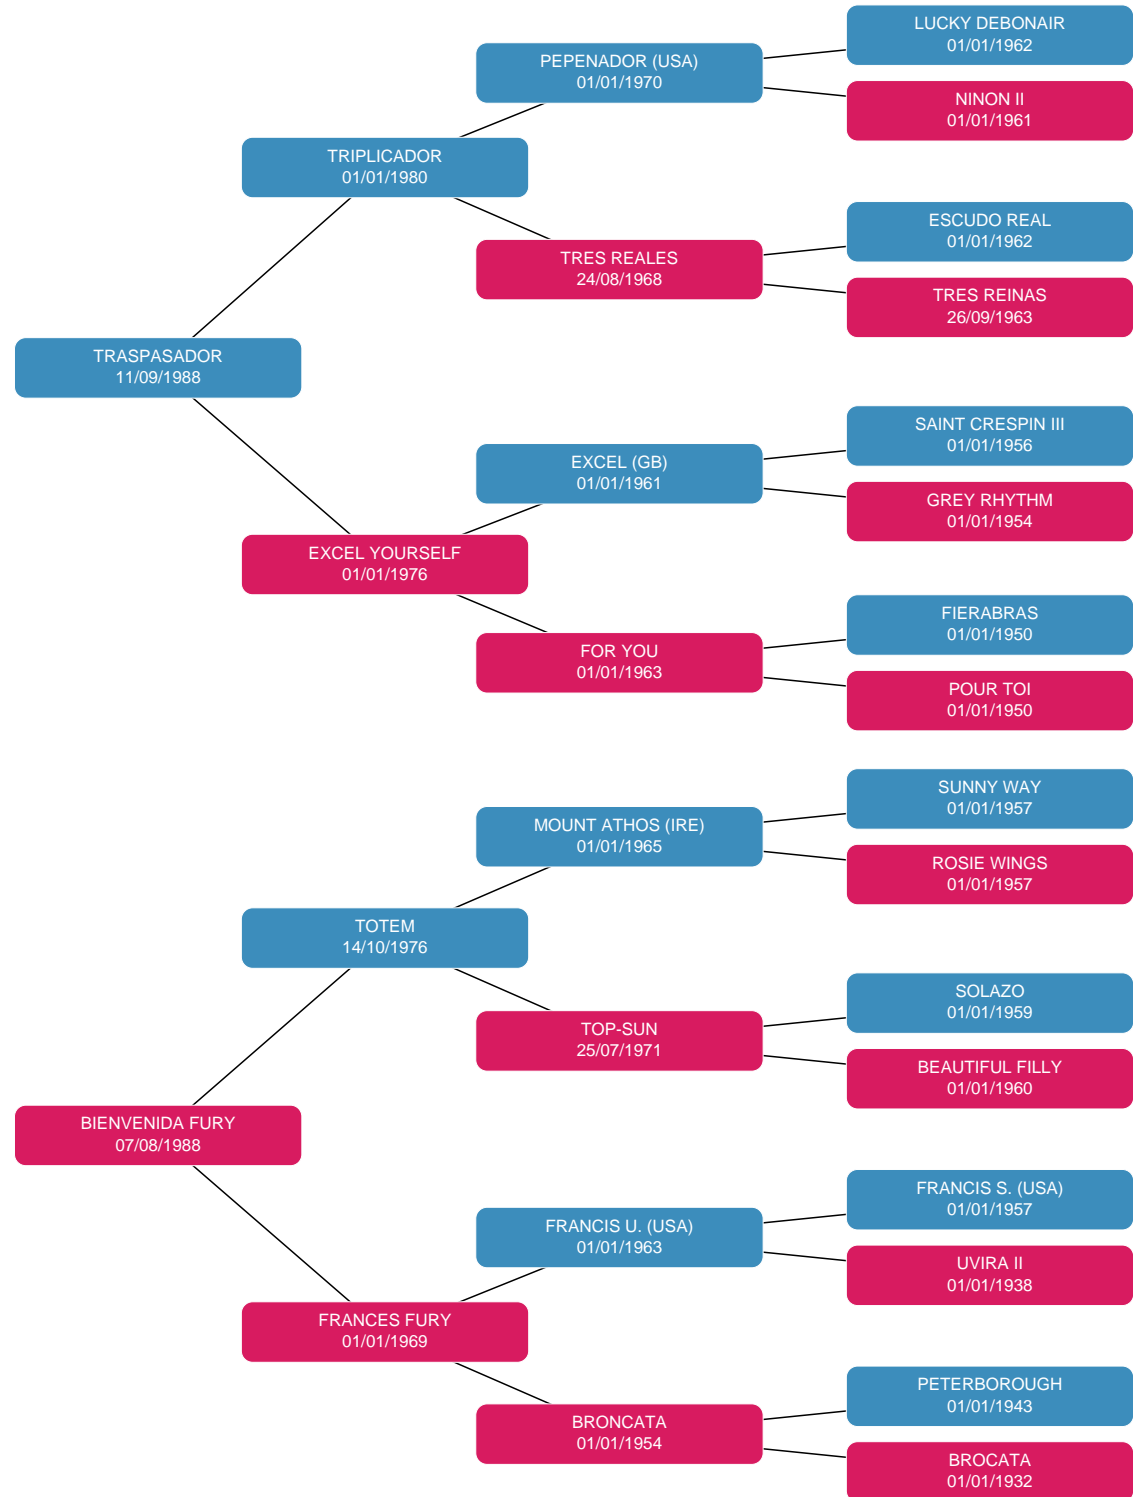 LUCKY DEBONAIR
01/01/1962
PEPENADOR (USA)
01/01/1970
NINON II
01/01/1961
TRIPLICADOR
01/01/1980
ESCUDO REAL
01/01/1962
TRES REALES
24/08/1968
TRES REINAS
26/09/1963
TRASPASADOR
11/09/1988
SAINT CRESPIN III
01/01/1956
EXCEL (GB)
01/01/1961
GREY RHYTHM
01/01/1954
EXCEL YOURSELF
01/01/1976
FIERABRAS
01/01/1950
FOR YOU
01/01/1963
POUR TOI
01/01/1950
SUNNY WAY
01/01/1957
MOUNT ATHOS (IRE)
01/01/1965
ROSIE WINGS
01/01/1957
TOTEM
14/10/1976
SOLAZO
01/01/1959
TOP-SUN
25/07/1971
BEAUTIFUL FILLY
01/01/1960
BIENVENIDA FURY
07/08/1988
FRANCIS S. (USA)
01/01/1957
FRANCIS U. (USA)
01/01/1963
UVIRA II
01/01/1938
FRANCES FURY
01/01/1969
PETERBOROUGH
01/01/1943
BRONCATA
01/01/1954
BROCATA
01/01/1932